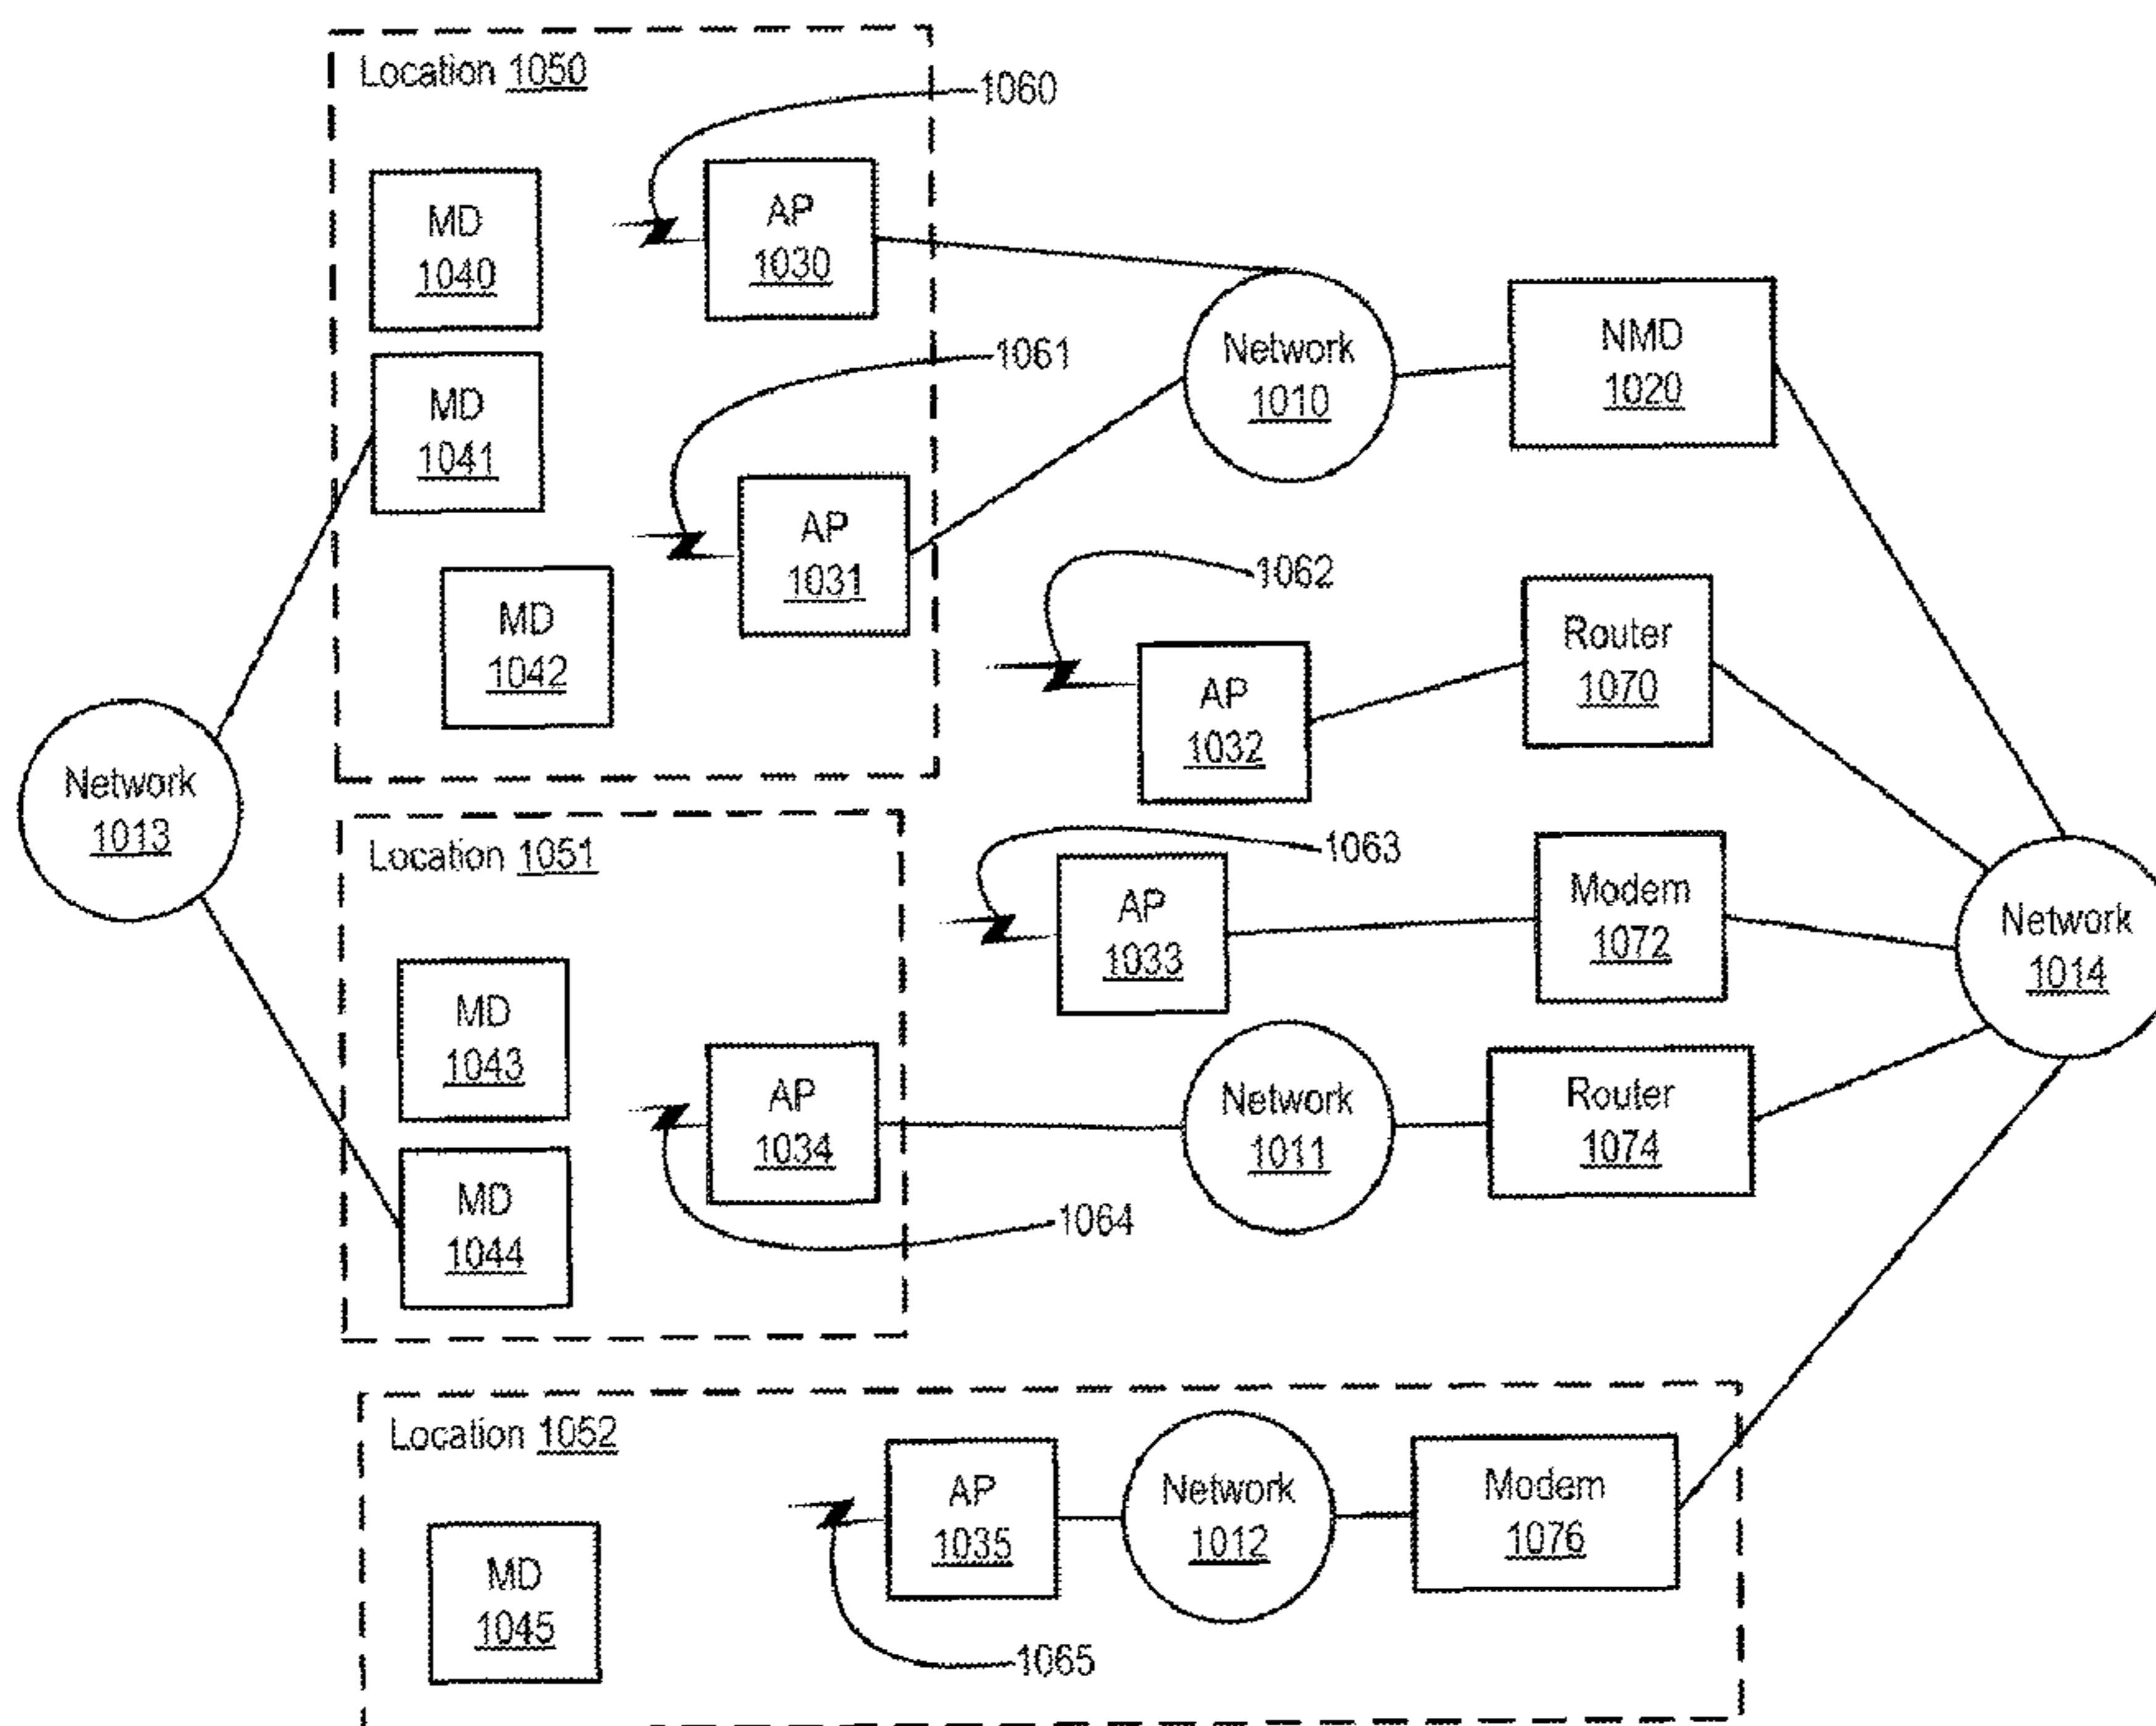 Location 1050
1060
MD
1040
AP
1030
MD
1041
1061
AP
1031
MD
1042
Network
1010
NMD
1020
1062
AP
1032
Router
1070
Network
1013
Location 1051
1063
AP
1033
Modem
1072
Network
1014
MD
1043
AP
1034
Network
1011
Router
1074
MD
1044
1064
Location 1052
AP
1035
Network
1012
Modem
1076
MD
1045
1065